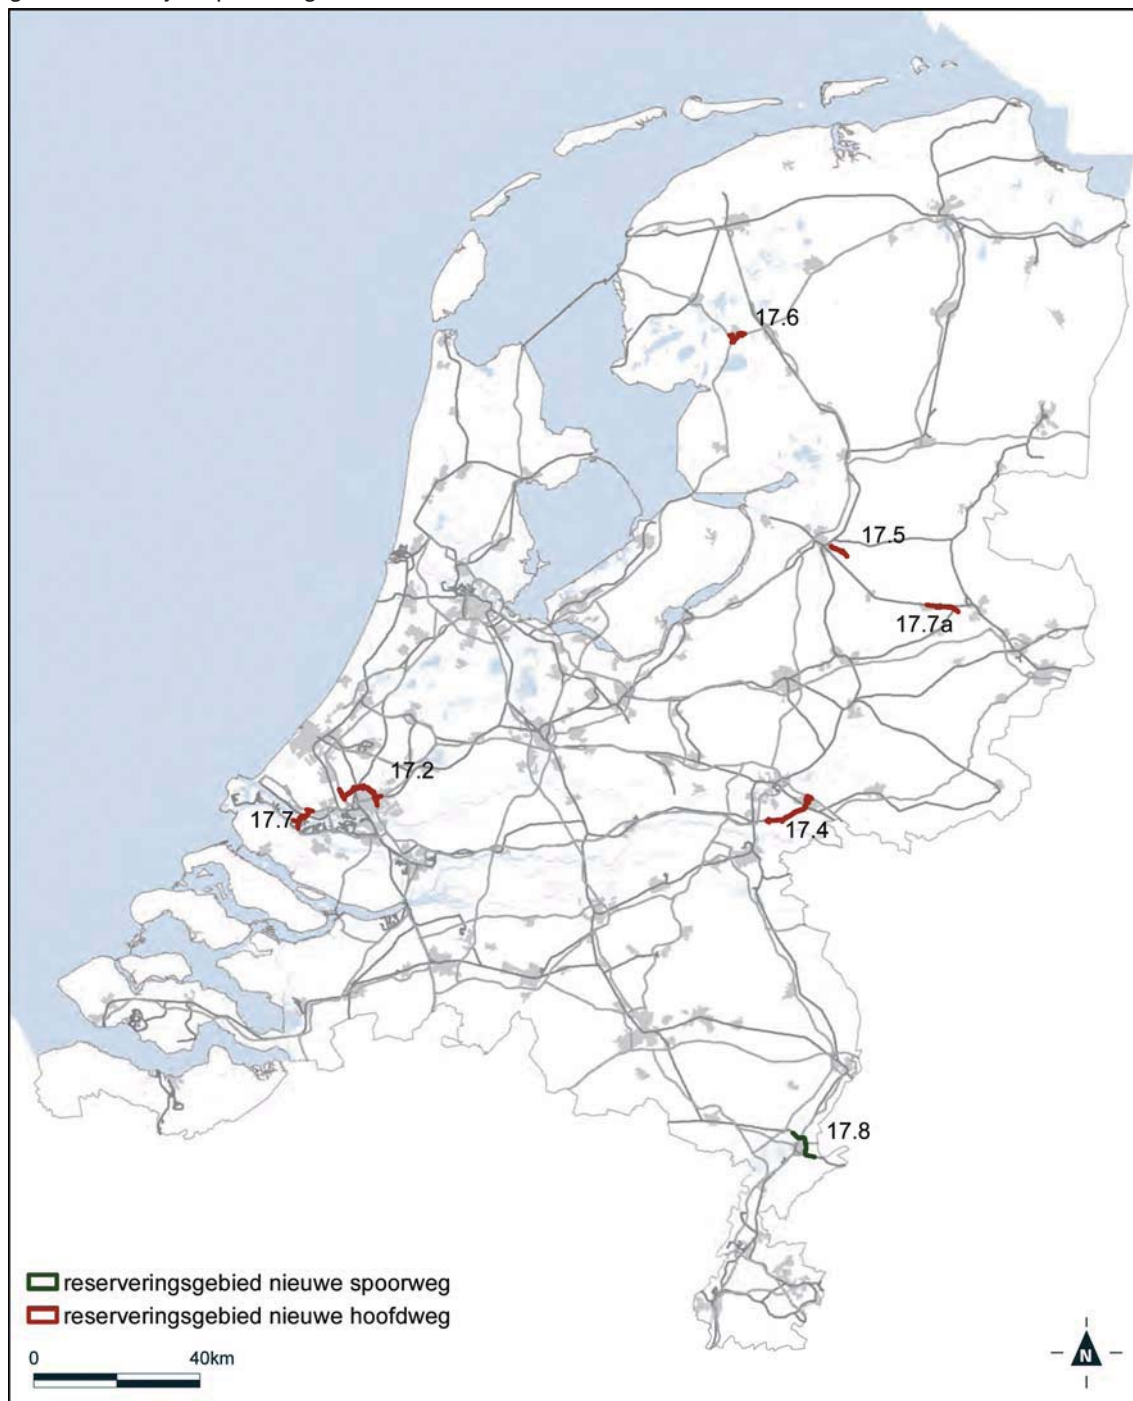 17.6
17.5
17.7a
17.2
17.7
17.4
17.8
reserveringsgebied nieuwe spoorweg
reserveringsgebied nieuwe hoofdweg
0 40km
N